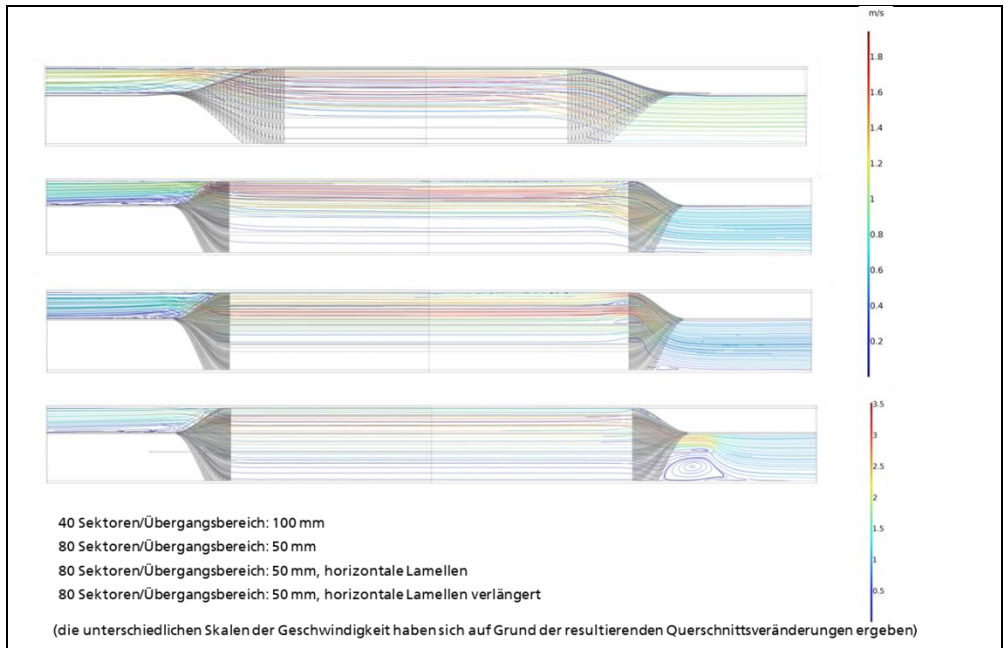 m/s
1.8
1.6
1.4
1.2
1
0.8
0.6
0.4
0.2
3.5
3
2.5
2
1.5
1
0.5
40 Sektoren/Übergangsbereich: 100 mm
80 Sektoren/Übergangsbereich: 50 mm
80 Sektoren/Übergangsbereich: 50 mm, horizontale Lamellen
80 Sektoren/Übergangsbereich: 50 mm, horizontale Lamellen verlängert
(die unterschiedlichen Skalen der Geschwindigkeit haben sich auf Grund der resultierenden Querschnittsveränderungen ergeben)